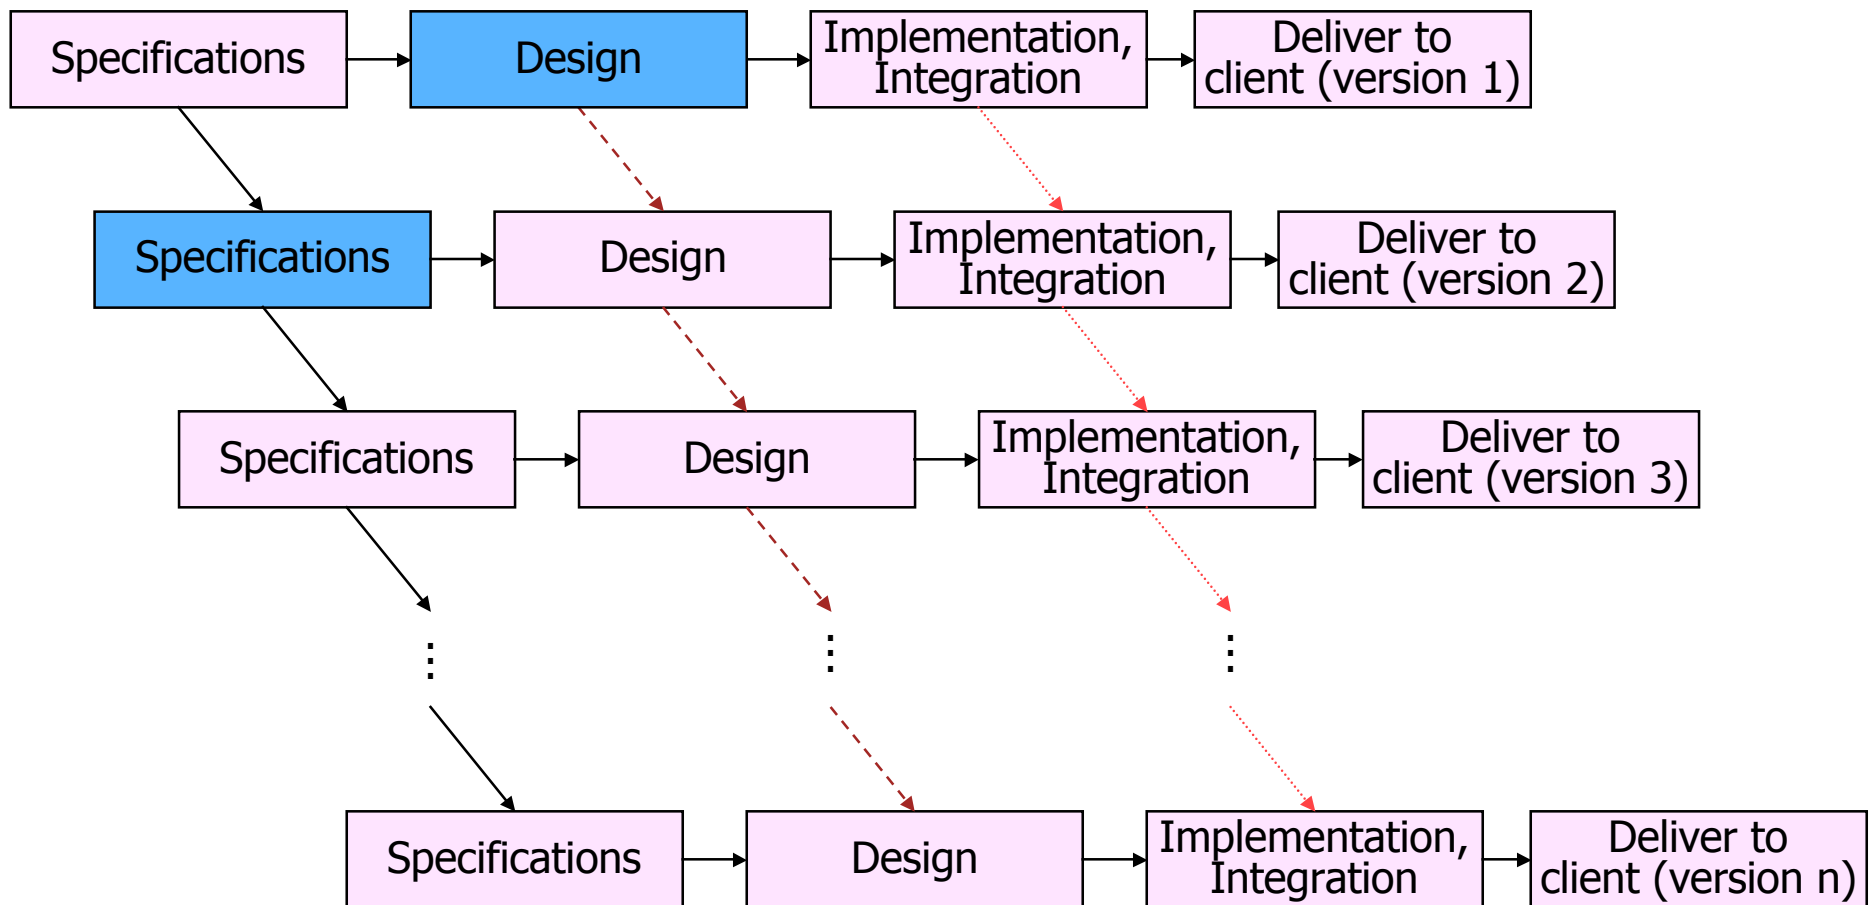 Specifications
Design
Implementation,
Integration
Deliver to
client (version 1)
Specifications
Design
Implementation,
Integration
Deliver to
client (version 2)
Specifications
Design
Implementation,
Integration
Deliver to
client (version 3)
Specifications
Design
Implementation,
Integration
Deliver to
client (version n)